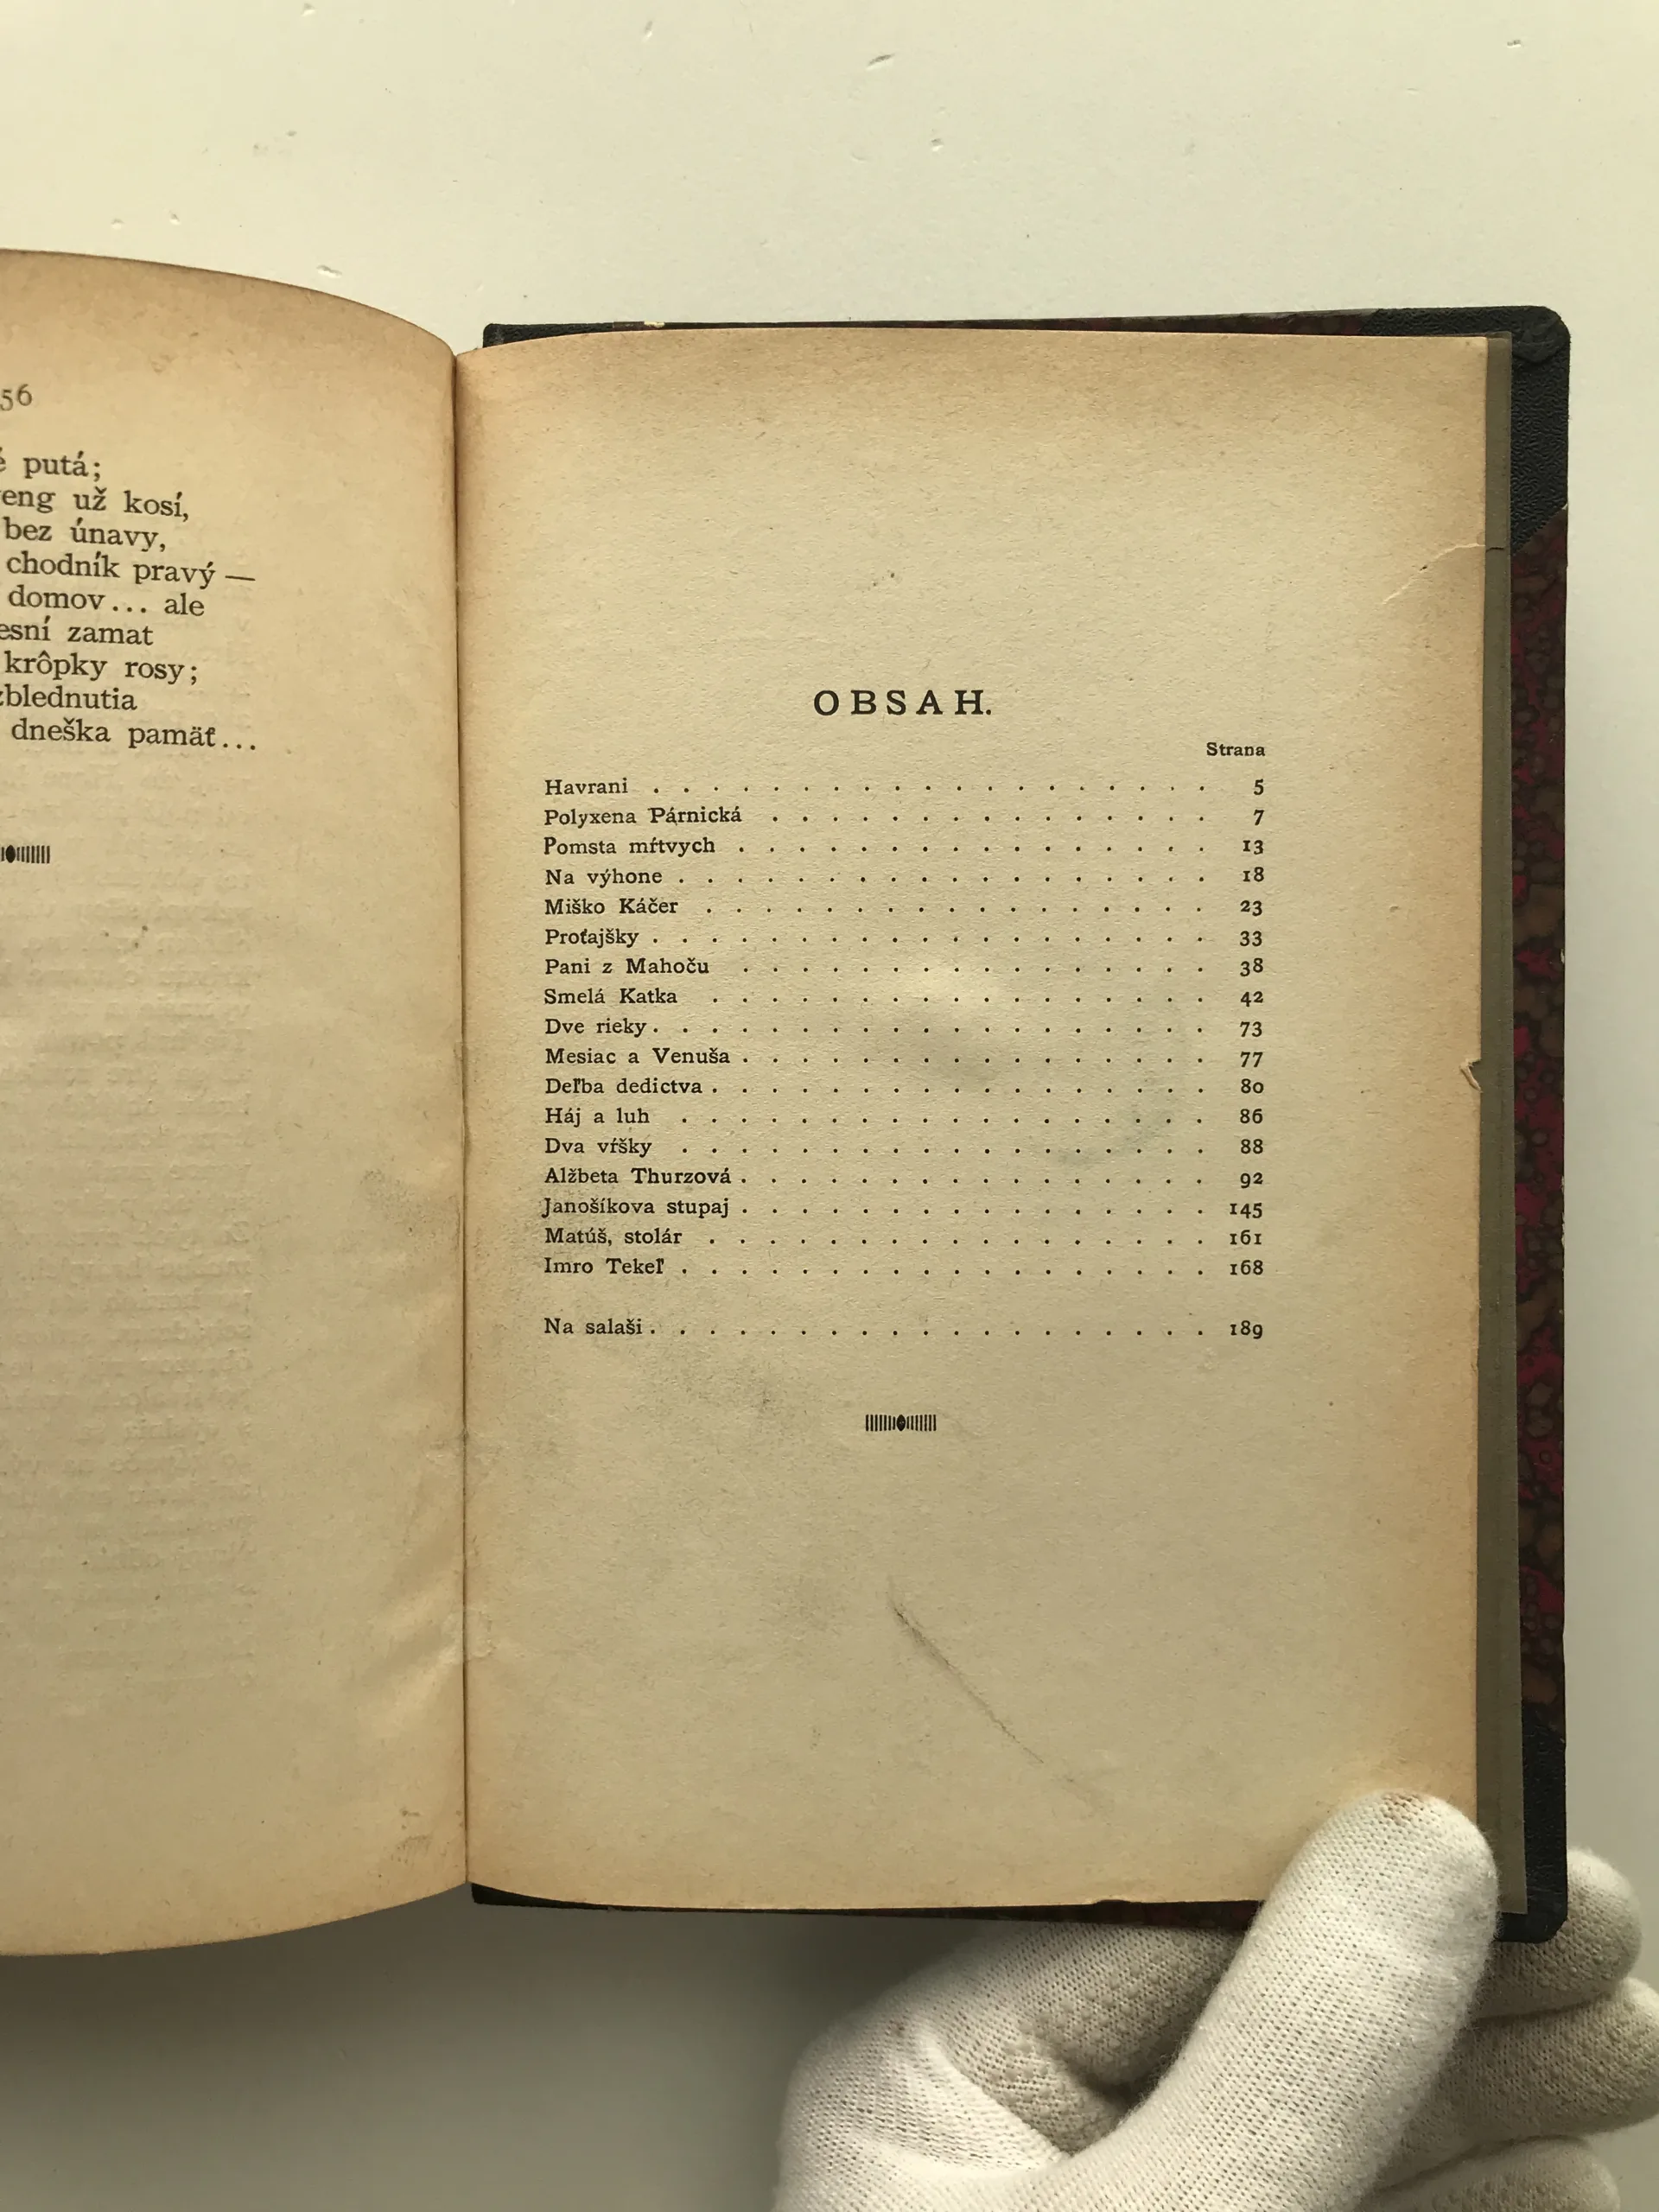 56
putá;
už kosí,
bez únavy,
chodník pravý —
domov... ale
zamat
krôpky rosy;
dneška pamäť...
OBSAH.
Strana
Havrani . . . . . . . . . . . . . . . . . . . 5
Polyxena Párnická . . . . . . . . . . . . . . . 7
Pomsta mŕtvych . . . . . . . . . . . . . . . . 13
Na výhone . . . . . . . . . . . . . . . . . . 18
Miško Káčer . . . . . . . . . . . . . . . . . 23
Proťajšky . . . . . . . . . . . . . . . . . . . 33
Pani z Mahoču . . . . . . . . . . . . . . . . 38
Smelá Katka . . . . . . . . . . . . . . . . . 42
Dve rieky . . . . . . . . . . . . . . . . . . . 73
Mesiac a Venuša . . . . . . . . . . . . . . . . 77
Deľba dedictva . . . . . . . . . . . . . . . . . 80
Háj a luh . . . . . . . . . . . . . . . . . . 86
Dva vŕšky . . . . . . . . . . . . . . . . . . 88
Alžbeta Thurzová . . . . . . . . . . . . . . . . 92
Janošíkova stupaj . . . . . . . . . . . . . . . . 145
Matúš, stolár . . . . . . . . . . . . . . . . . 161
Imro Tekeľ . . . . . . . . . . . . . . . . . . 168
Na salaši . . . . . . . . . . . . . . . . . . . 189